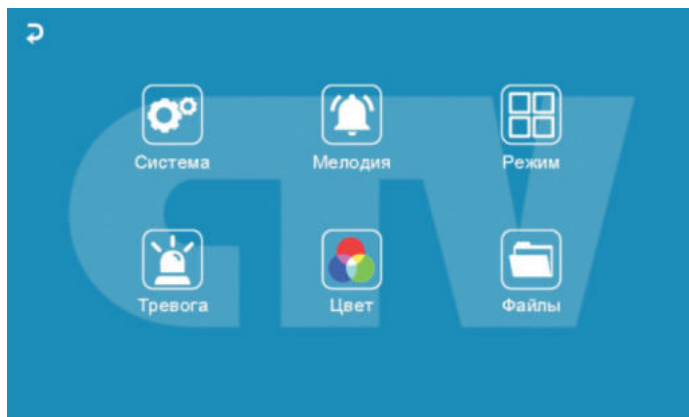 CTV
Система
Мелодия
Режим
Тревога
Цвет
Файлы